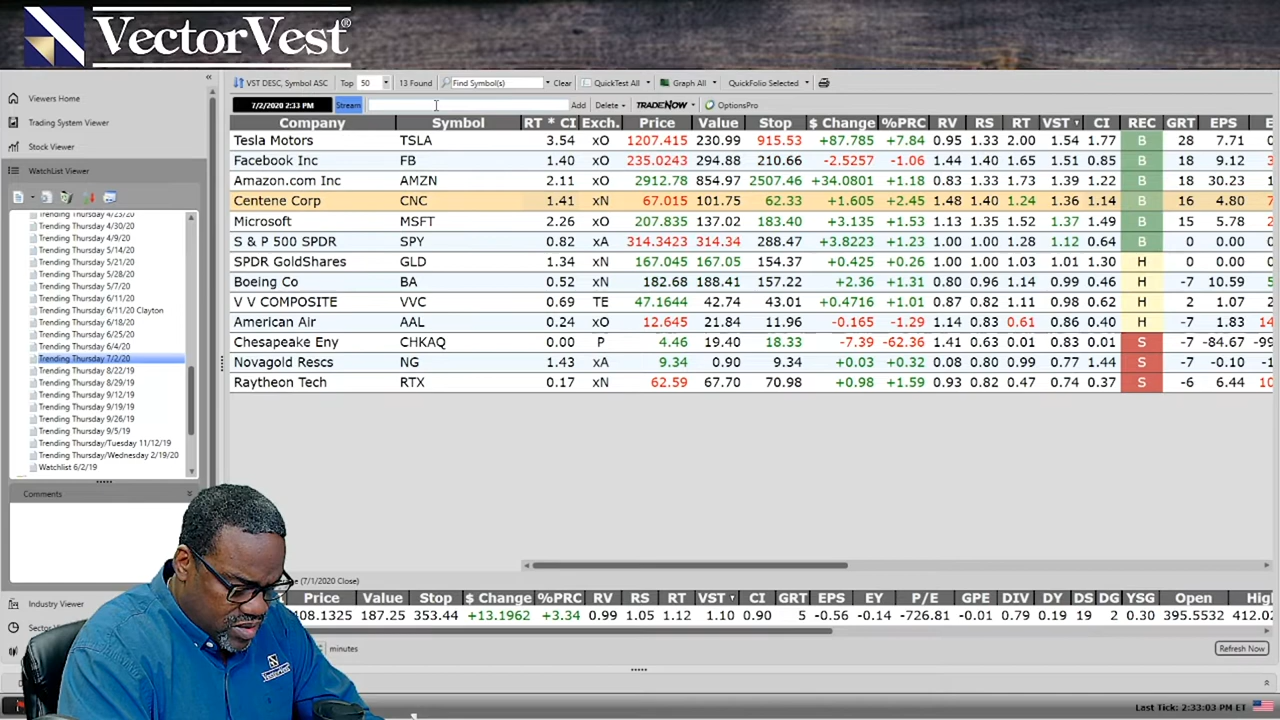 VectorVest®
VST DESC, Symbol ASC Top 50 13 Found Find Symbol(s) Clear QuickTest All Graph All QuickFolio Selected
Viewers Home
7/2/2020 2:33 PM Stream Add Delete TRADENOW OptionsPro
Trading System Viewer
Stock Viewer
WatchList Viewer
Company Symbol RT * CI Exch. Price Value Stop $ Change %PRC RV RS RT VST CI REC GRT EPS E
Tesla Motors TSLA 3.54 xO 1207.415 230.99 915.53 +87.785 +7.84 0.95 1.33 2.00 1.54 1.77 B 28 7.71
Facebook Inc FB 1.40 xO 235.0243 294.88 210.66 -2.5257 -1.06 1.44 1.40 1.65 1.51 0.85 B 18 9.12
Amazon.com Inc AMZN 2.11 xO 2912.78 854.97 2507.46 +34.0801 +1.18 0.83 1.33 1.73 1.39 1.22 B 18 30.23
Centene Corp CNC 1.41 xN 67.015 101.75 62.33 +1.605 +2.45 1.48 1.40 1.24 1.36 1.14 B 16 4.80
Microsoft MSFT 2.26 xO 207.835 137.02 183.40 +3.135 +1.53 1.13 1.35 1.51 1.37 1.49 B 15 5.78
S & P 500 SPDR SPY 0.82 xA 314.3423 314.34 288.47 +3.8223 +1.23 1.00 1.00 1.28 1.12 0.64 B 0 0.00
SPDR GoldShares GLD 1.34 xN 167.045 167.05 154.37 +0.425 +0.26 1.00 1.00 1.03 1.01 1.30 H 0 0.00
Boeing Co BA 0.52 xN 182.68 188.41 157.22 +2.36 +1.31 0.80 0.96 1.14 0.99 0.46 H -7 10.59
V V COMPOSITE VVC 0.69 TE 47.1644 42.74 43.01 +0.4716 +1.01 0.87 0.82 1.11 0.98 0.62 H 2 1.07
American Air AAL 0.24 xO 12.645 21.84 11.96 -0.165 -1.29 1.14 0.83 0.61 0.86 0.40 H -7 1.83 14
Chesapeake Eny CHKAQ 0.00 P 4.46 19.40 18.33 -7.39 -62.36 1.41 0.63 0.01 0.83 0.01 S -7 -84.67 -99
Novagold Rescs NG 1.43 xN 9.34 0.90 9.34 +0.03 +0.32 0.08 0.80 0.99 0.77 1.44 S -7 -0.10
Raytheon Tech RTX 0.17 xN 62.59 67.70 70.98 +0.98 +1.59 0.93 0.82 0.47 0.74 0.37 S -6 6.44 10
Trending Thursday 4/23/20
Trending Thursday 4/30/20
Trending Thursday 4/9/20
Trending Thursday 5/14/20
Trending Thursday 5/21/20
Trending Thursday 5/28/20
Trending Thursday 5/7/20
Trending Thursday 6/11/20
Trending Thursday 6/11/20 Clayton
Trending Thursday 6/18/20
Trending Thursday 6/25/20
Trending Thursday 6/4/20
Trending Thursday 7/2/20
Trending Thursday 8/22/19
Trending Thursday 8/29/19
Trending Thursday 9/12/19
Trending Thursday 9/19/19
Trending Thursday 9/26/19
Trending Thursday 9/5/19
Trending Thursday/Tuesday 11/12/19
Trending Thursday/Wednesday 2/19/20
Watchlist 6/2/19
Comments
(7/1/2020 Close)
Price Value Stop $ Change %PRC RV RS RT VST CI GRT EPS EY P/E GPE DIV DY DS DG YSG Open High
187.25 353.44 +13.1962 +3.34 0.99 1.05 1.12 1.10 0.90 5 -0.56 -0.14 -726.81 -0.01 0.79 0.19 19 2 0.30 395.5532 412.0
Industry Viewer
minutes Refresh Now
VectorVest
Last Tick: 2:33:03 PM ET